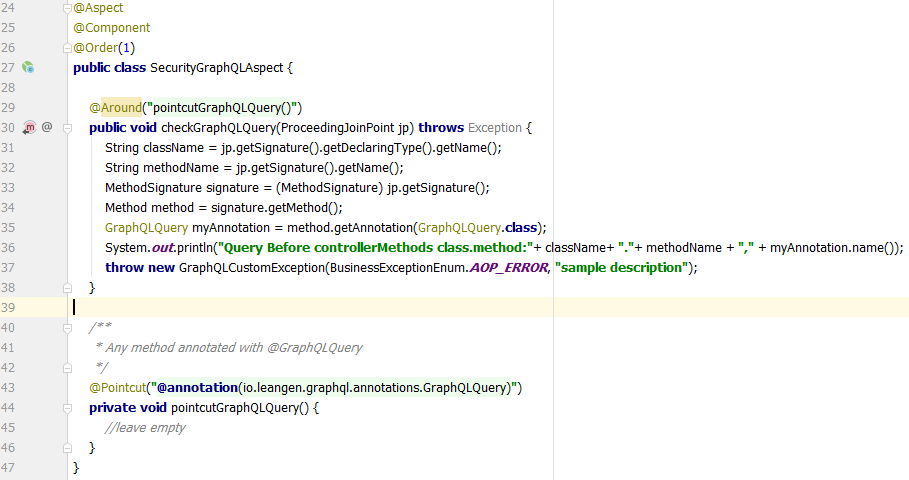 24 @Aspect
25 @Component
26 @Order(1)
27 public class SecurityGraphQLAspect {
28
29 @Around("pointcutGraphQLQuery()")
30 @ public void checkGraphQLQuery(ProceedingJoinPoint jp) throws Exception {
31 String className = jp.getSignature().getDeclaringType().getName();
32 String methodName = jp.getSignature().getName();
33 MethodSignature signature = (MethodSignature) jp.getSignature();
34 Method method = signature.getMethod();
35 GraphQLQuery myAnnotation = method.getAnnotation(GraphQLQuery.class);
36 System.out.println("Query Before controllerMethods class.method:"+ className+ "."+ methodName + "," + myAnnotation.name());
37 throw new GraphQLCustomException(BusinessExceptionEnum.AOP_ERROR, "sample description");
38 }
39
40 /**
41 * Any method annotated with @GraphQLQuery
42 */
43 @Pointcut("@annotation(io.leangen.graphql.annotations.GraphQLQuery)")
44 private void pointcutGraphQLQuery() {
45 //leave empty
46 }
47 }